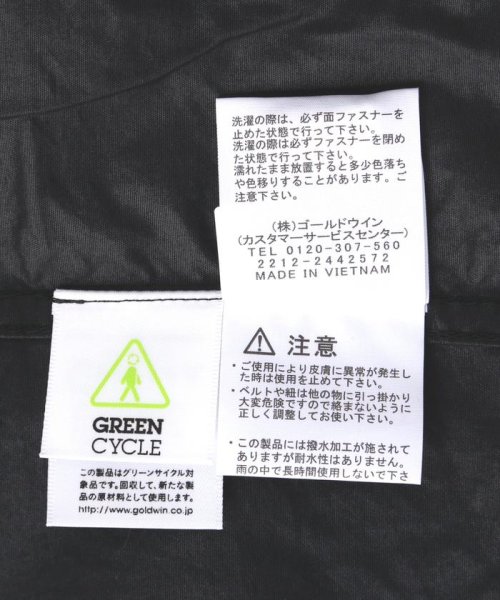 洗濯の際は、必ず面ファスナーを
止めた状態で行って下さい。
洗濯の際は必ずファスナーを閉め
た状態で行って下さい。
濡れたまま放置すると多少色落ち
や色移りすることがあります。ご
注意下さい。
(株)ゴールドウイン
(カスタマーサービスセンター)
TEL 0120-307-560
2212-2442572
MADE IN VIETNAM
注意
・ご使用により皮膚に異常が発生し
た時は使用を止めて下さい。
・ベルトや紐は他の物に引っ掛かり
大変危険ですので絡まないように
正しく調整してお使い下さい。
・この製品には撥水加工が施されて
ありますが耐水性はありません。
雨の中で長時間使用しないで下さ
GREEN
CYCLE
この製品はグリーンサイクル対
象品です。回収して、新たな製
品の原材料として使用します。
http://www.goldwin.co.jp